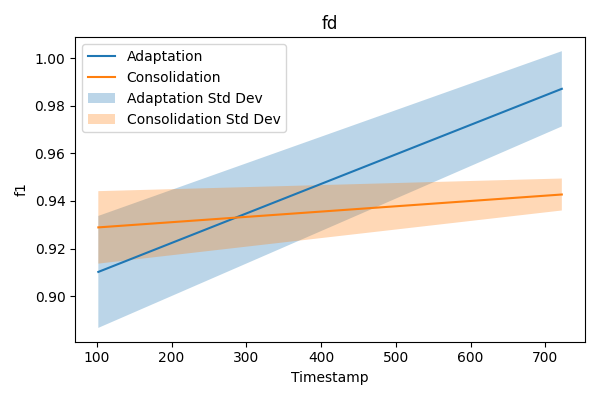 fd
Adaptation
Consolidation
Adaptation Std Dev
Consolidation Std Dev
f1
1.00
0.98
0.96
0.94
0.92
0.90
100 200 300 400 500 600 700
Timestamp